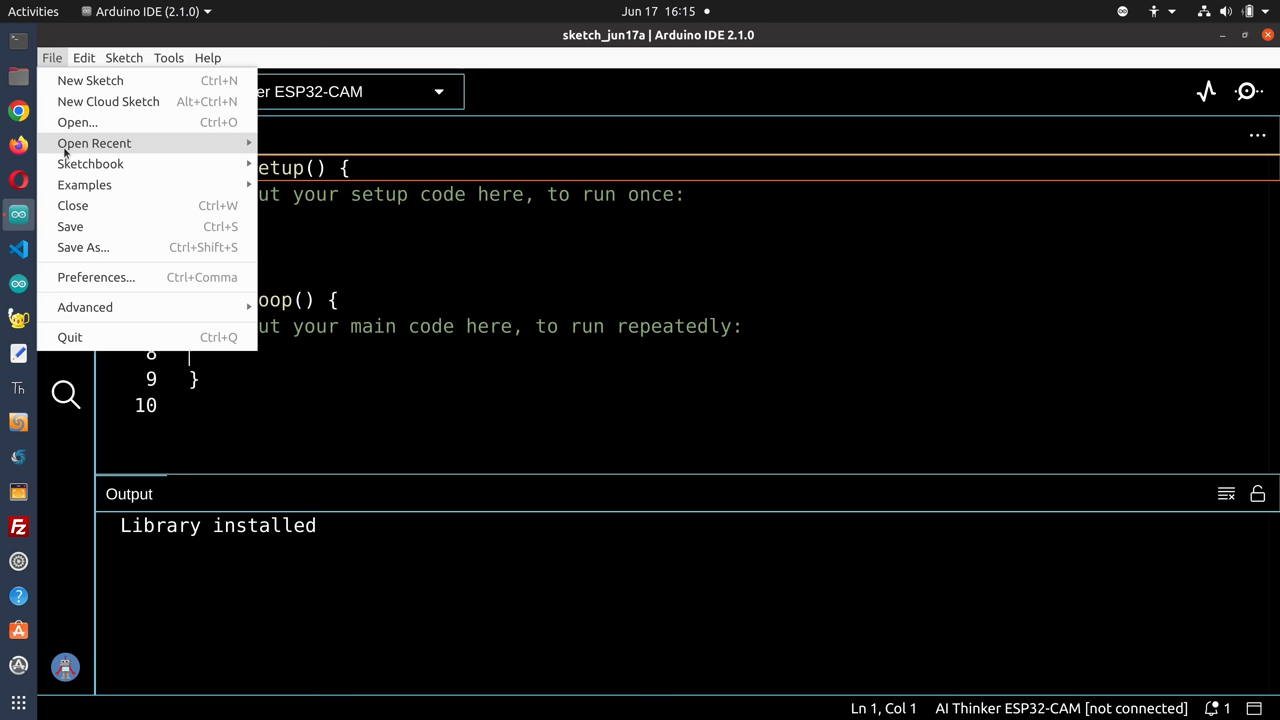 Activities Arduino IDE (2.1.0) Jun 17 16:15
sketch_jun17a | Arduino IDE 2.1.0
File Edit Sketch Tools Help
New Sketch Ctrl+N
New Cloud Sketch Alt+Ctrl+N
Open... Ctrl+O
Open Recent
Sketchbook
Examples
Close Ctrl+W
Save Ctrl+S
Save As... Ctrl+Shift+S
Preferences... Ctrl+Comma
Advanced
Quit Ctrl+Q
er ESP32-CAM
etup() {
ut your setup code here, to run once:
oop() {
ut your main code here, to run repeatedly:
8
9 }
10
Output
Library installed
Th
Fz
?
A
Ln 1, Col 1 AI Thinker ESP32-CAM [not connected] 1